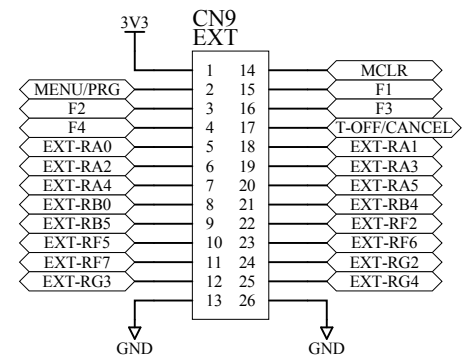 3V3
CN9
EXT
1 14 MCLR
MENU/PRG 2 15 F1
F2 3 16 F3
F4 4 17 T-OFF/CANCEL
EXT-RA0 5 18 EXT-RA1
EXT-RA2 6 19 EXT-RA3
EXT-RA4 7 20 EXT-RA5
EXT-RB0 8 21 EXT-RB4
EXT-RB5 9 22 EXT-RF2
EXT-RF5 10 23 EXT-RF6
EXT-RF7 11 24 EXT-RG2
EXT-RG3 12 25 EXT-RG4
13 26
GND GND